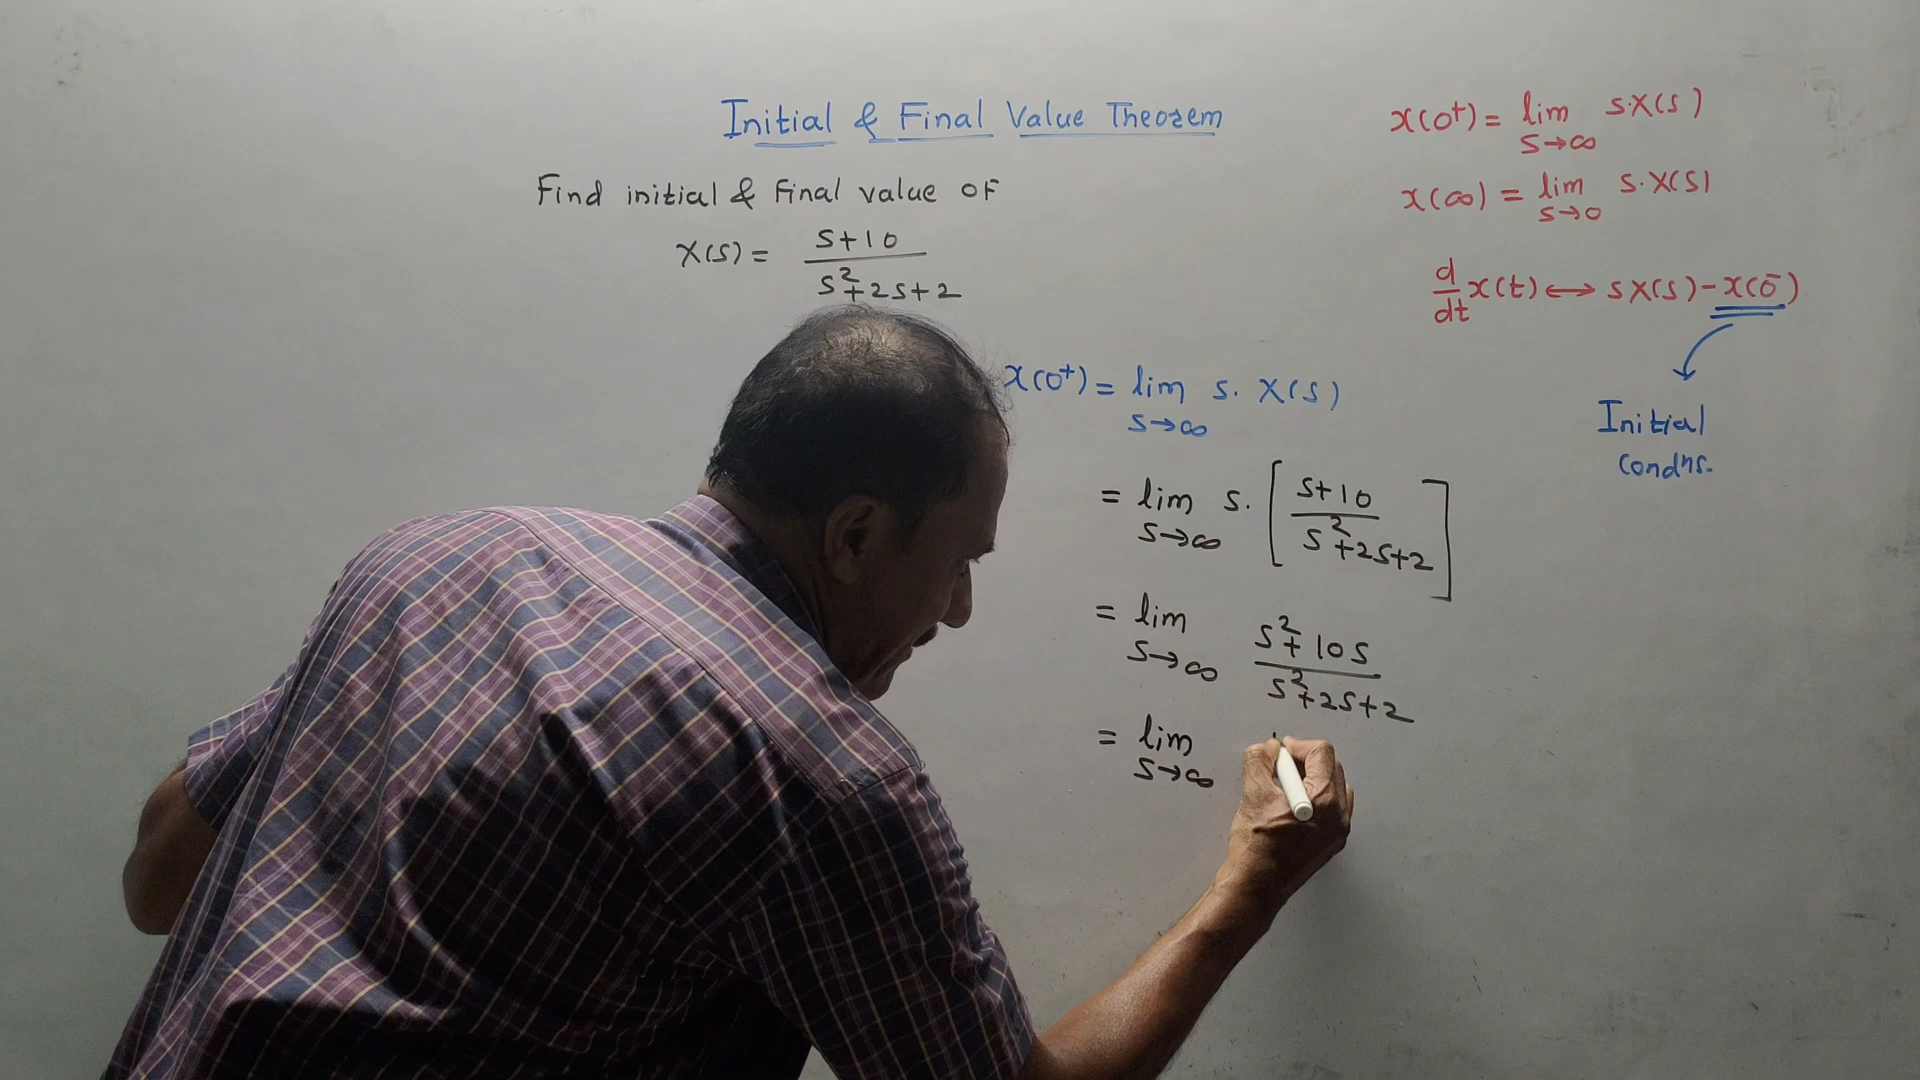 Initial & Final Value Theorem
Find initial & Final value of
X(s) = s+10 / s²+2s+2
x(0⁺) = lim s→∞ s.X(s)
x(∞) = lim s→0 s.X(s)
d/dt x(t) ⟷ sX(s) - x(0⁻)
Initial
Condns.
x(0⁺) = lim s→∞ s. X(s)
= lim s→∞ s. [ s+10 / s²+2s+2 ]
= lim s→∞ s²+10s / s²+2s+2
= lim s→∞